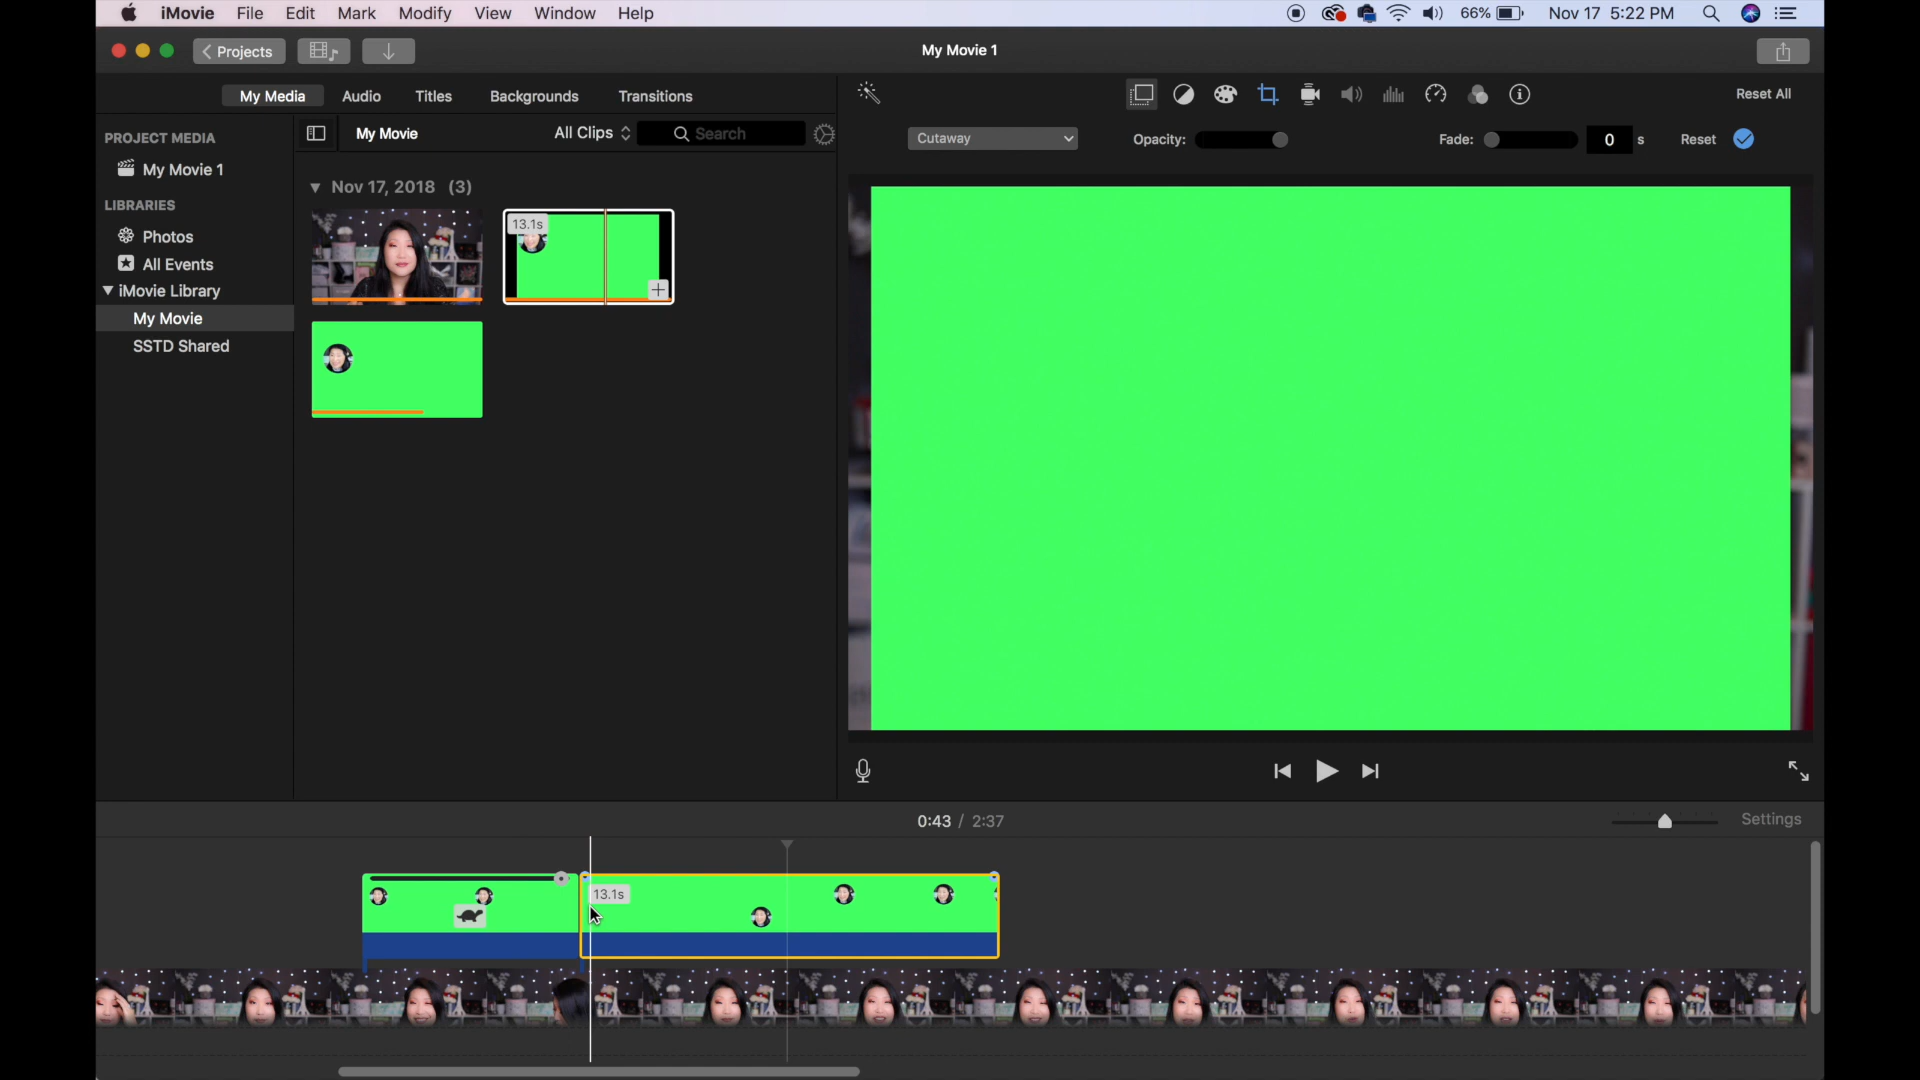 iMovie File Edit Mark Modify View Window Help 66% Nov 17 5:22 PM
Projects My Movie 1
My Media Audio Titles Backgrounds Transitions Reset All
PROJECT MEDIA
My Movie 1
LIBRARIES
Photos
All Events
iMovie Library
My Movie
SSTD Shared
My Movie All Clips Search
Nov 17, 2018 (3)
13.1s
Cutaway Opacity: Fade: 0 s Reset
0:43 / 2:37 Settings
13.1s